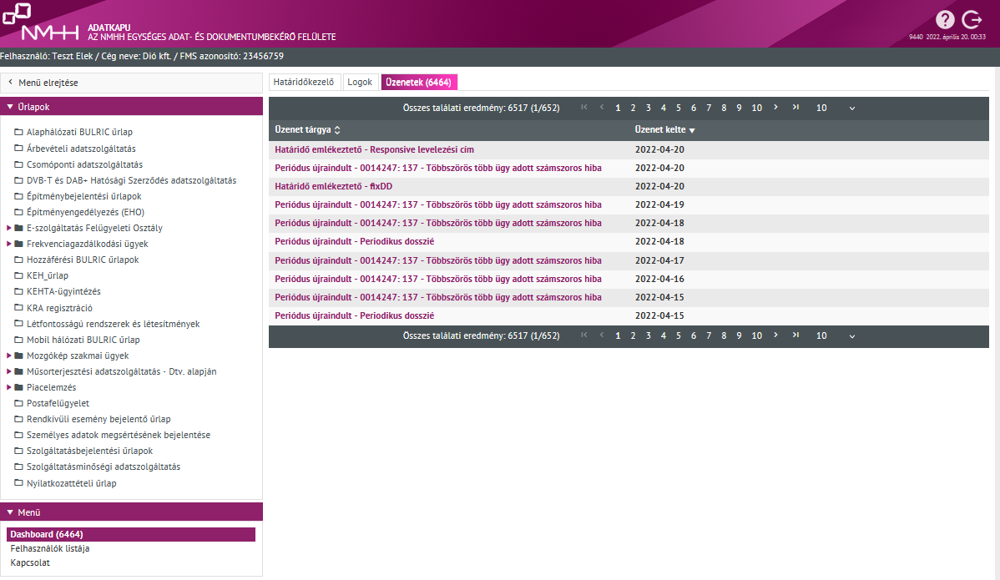 NMHH
ADATKAPU
AZ NMHH EGYSÉGES ADAT- ÉS DOKUMENTUMBEKÉRŐ FELÜLETE
?
9440 2022. április 20. 00:33
Felhasználó: Teszt Elek / Cég neve: Dió kft. / FMS azonosító: 23456759
Menü elrejtése
Űrlapok
Alaphálózati BULRIC űrlap
Árbevételi adatszolgáltatás
Csomóponti adatszolgáltatás
DVB-T és DAB+ Hatósági Szerződés adatszolgáltatás
Építménybejelentési űrlapok
Építményengedélyezés (EHO)
E-szolgáltatás Felügyeleti Osztály
Frekvenciagazdálkodási ügyek
Hozzáférési BULRIC űrlapok
KEH_űrlap
KEHTA-ügyintézés
KRA regisztráció
Létfontosságú rendszerek és létesítmények
Mobil hálózati BULRIC űrlap
Mozgókép szakmai ügyek
Műsorterjesztési adatszolgáltatás - Dtv. alapján
Piacelemzés
Postafelügyelet
Rendkívüli esemény bejelentő űrlap
Személyes adatok megsértésének bejelentése
Szolgáltatásbejelentési űrlapok
Szolgáltatásminőségi adatszolgáltatás
Nyilatkozattételi űrlap
Menü
Dashboard (6464)
Felhasználók listája
Kapcsolat
Határidőkezelő Logok Üzenetek (6464)
Összes találati eredmény: 6517 (1/652) 1 2 3 4 5 6 7 8 9 10 10
Üzenet tárgya Üzenet kelte
Határidő emlékeztető - Responsive levelezési cím 2022-04-20
Periódus újraindult - 0014247: 137 - Többszörös több ügy adott számszoros hiba 2022-04-20
Határidő emlékeztető - fixDD 2022-04-20
Periódus újraindult - 0014247: 137 - Többszörös több ügy adott számszoros hiba 2022-04-19
Periódus újraindult - 0014247: 137 - Többszörös több ügy adott számszoros hiba 2022-04-18
Periódus újraindult - Periodikus dosszié 2022-04-18
Periódus újraindult - 0014247: 137 - Többszörös több ügy adott számszoros hiba 2022-04-17
Periódus újraindult - 0014247: 137 - Többszörös több ügy adott számszoros hiba 2022-04-16
Periódus újraindult - 0014247: 137 - Többszörös több ügy adott számszoros hiba 2022-04-15
Periódus újraindult - Periodikus dosszié 2022-04-15
Összes találati eredmény: 6517 (1/652) 1 2 3 4 5 6 7 8 9 10 10